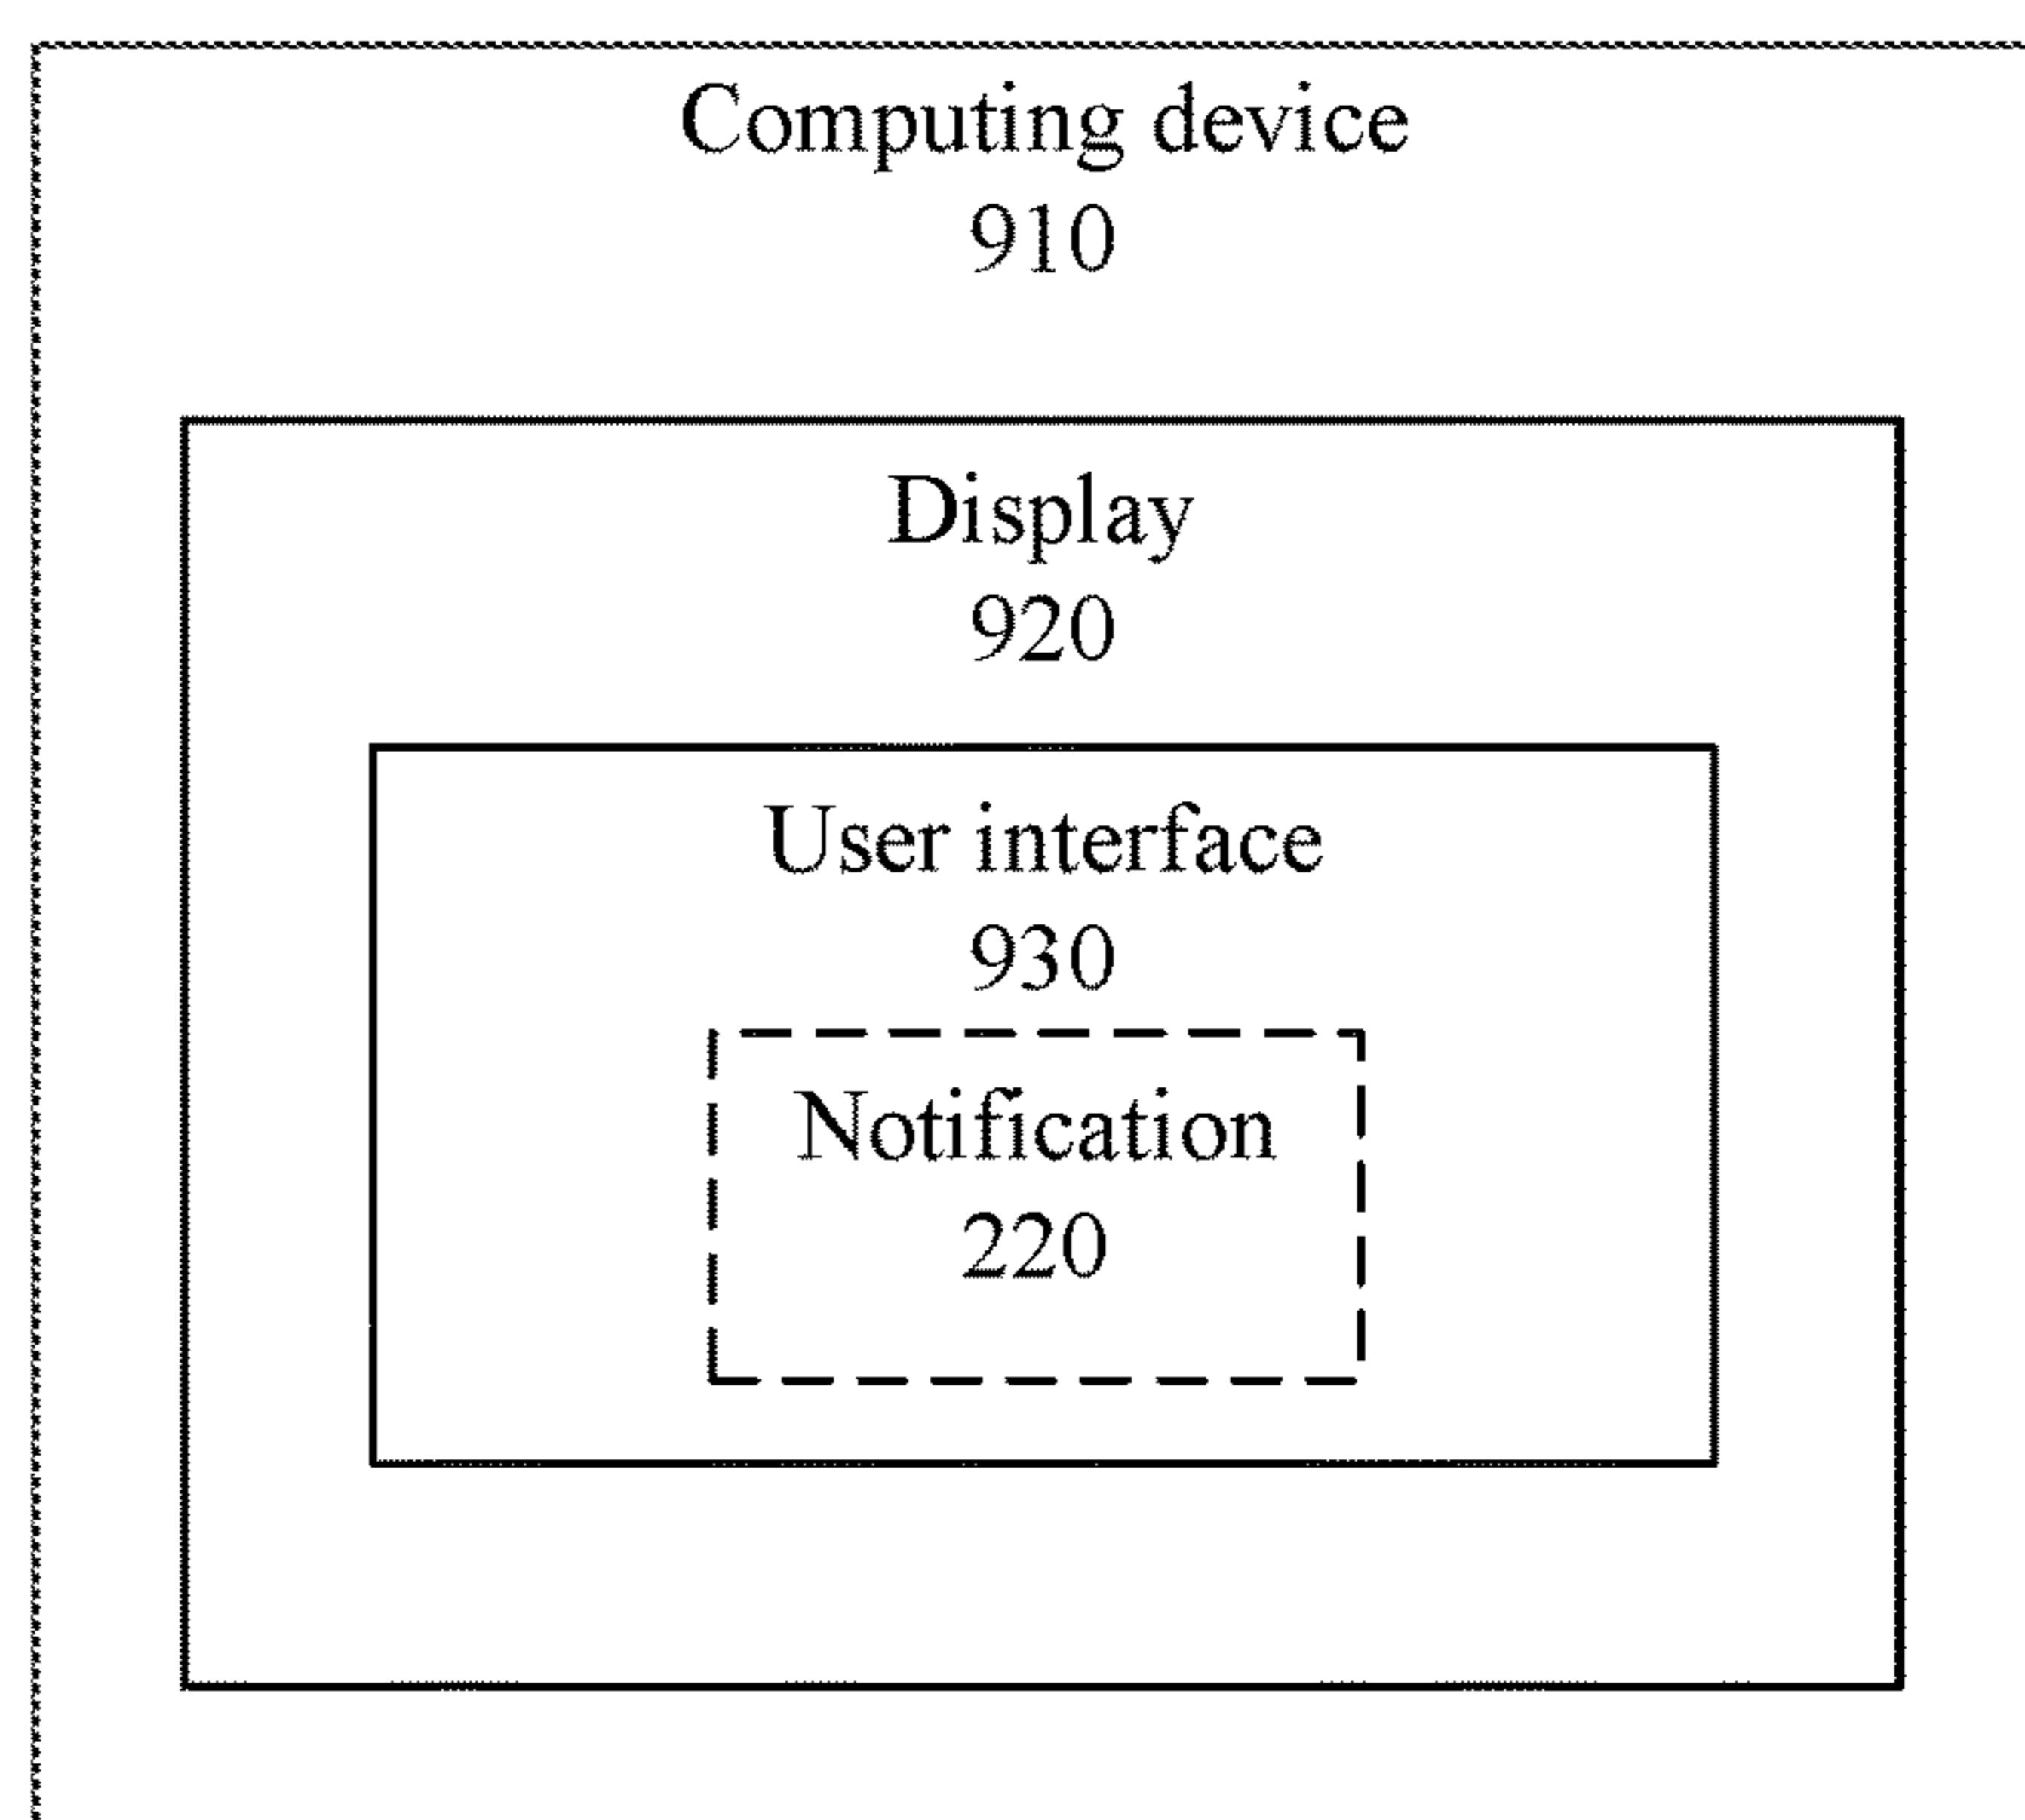 Computing device
910
Display
920
User interface
930
Notification
220